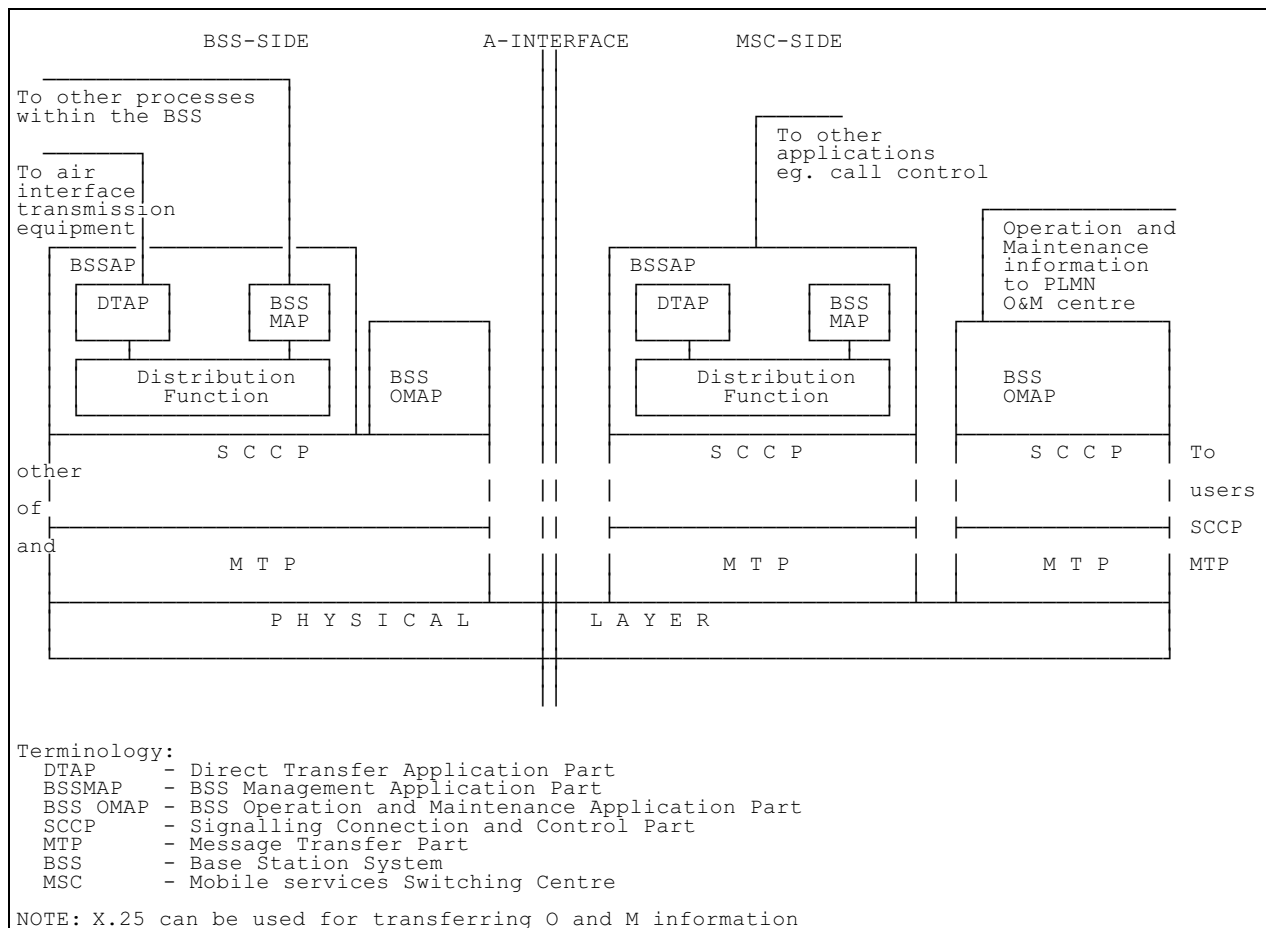 BSS-SIDE A-INTERFACE MSC-SIDE
To other processes
within the BSS
To other
applications
eg. call control
To air
interface
transmission
equipment
Operation and
Maintenance
information
to PLMN
O&M centre
BSSAP
DTAP
BSS
MAP
Distribution
Function
BSS
OMAP
BSSAP
DTAP
BSS
MAP
Distribution
Function
BSS
OMAP
S C C P S C C P S C C P To
other
users
of
SCCP
and
M T P M T P M T P MTP
P H Y S I C A L L A Y E R
Terminology:
DTAP - Direct Transfer Application Part
BSSMAP - BSS Management Application Part
BSS OMAP - BSS Operation and Maintenance Application Part
SCCP - Signalling Connection and Control Part
MTP - Message Transfer Part
BSS - Base Station System
MSC - Mobile services Switching Centre
NOTE: X.25 can be used for transferring O and M information